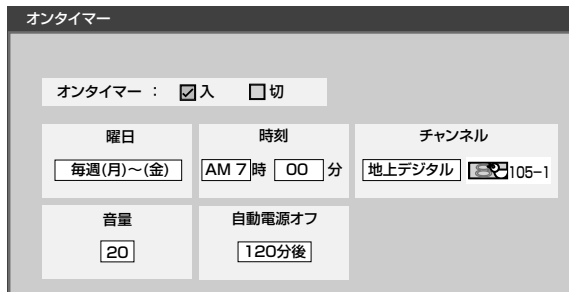 オンタイマー
オンタイマー : 入 切
曜日 時刻 チャンネル
毎週(月)~(金) AM 7時 00 分 地上デジタル 105-1
音量 自動電源オフ
20 120分後